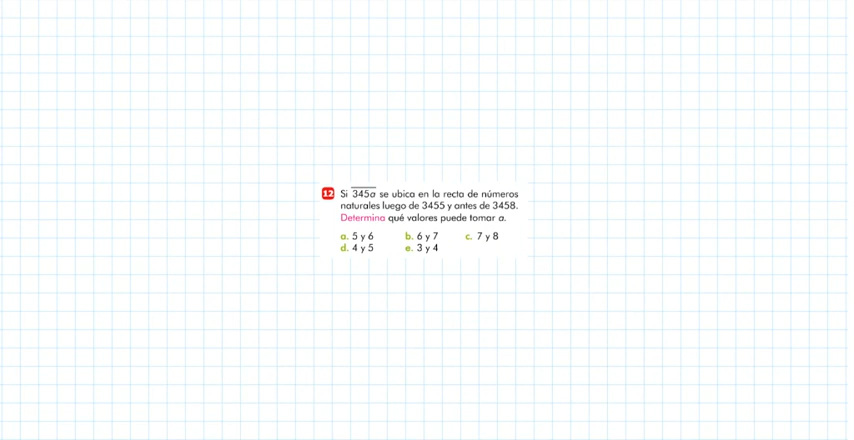 12 Si 345a se ubica en la recta de números
naturales luego de 3455 y antes de 3458.
Determina qué valores puede tomar a.
a. 5 y 6 b. 6 y 7 c. 7 y 8
d. 4 y 5 e. 3 y 4